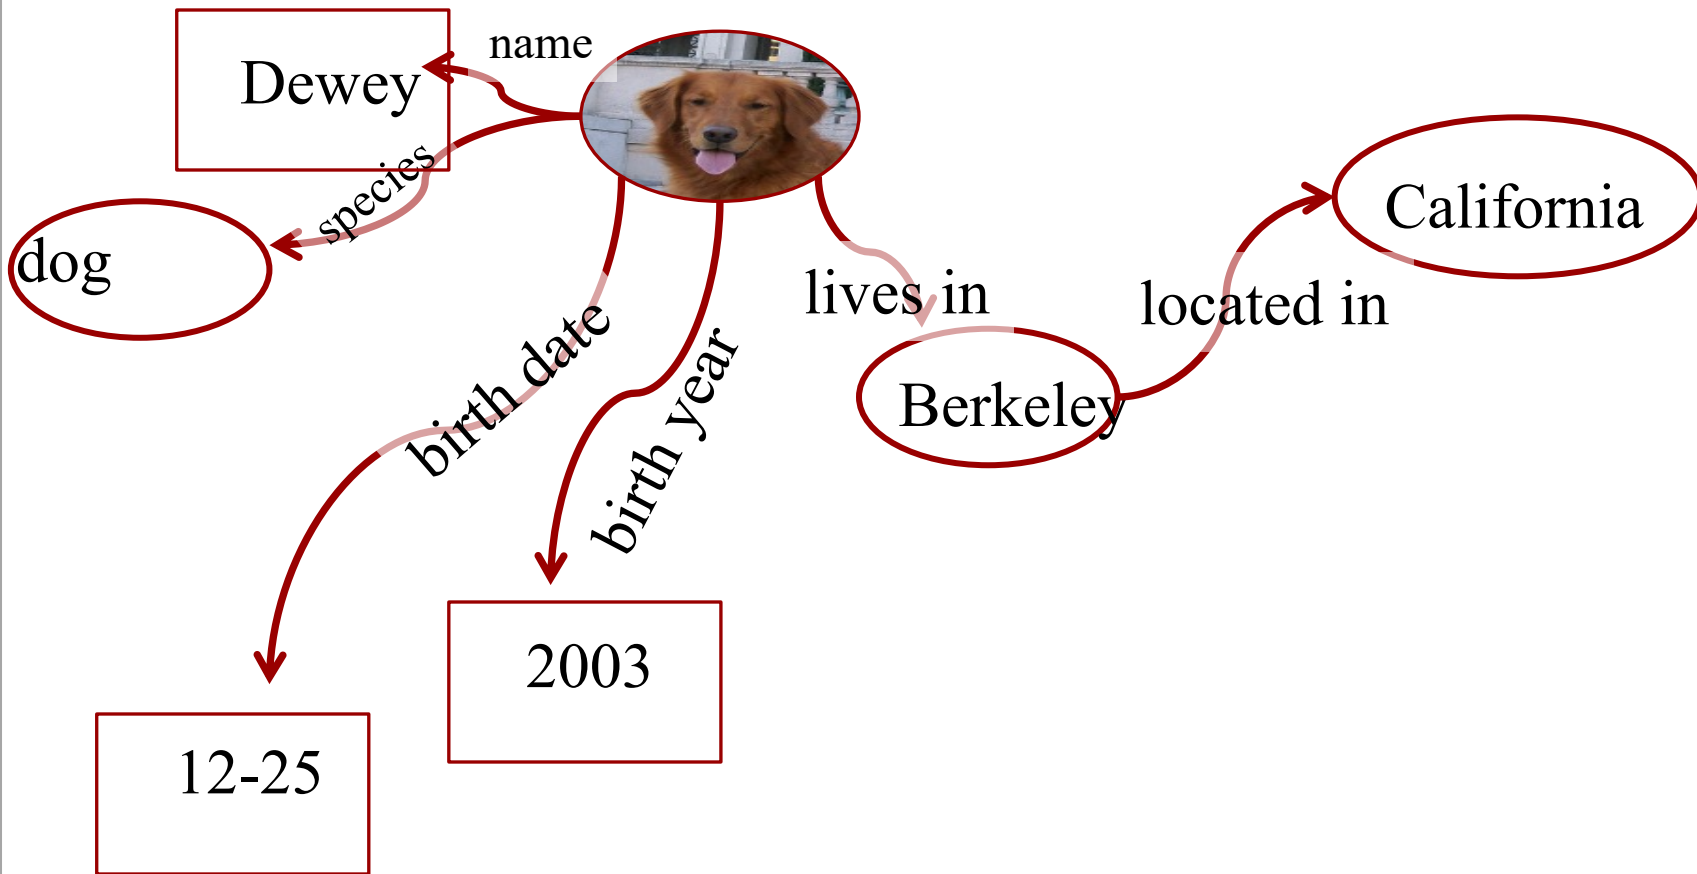 name
Dewey
species
dog
California
lives in
located in
birth date
birth year
Berkeley
2003
12-25